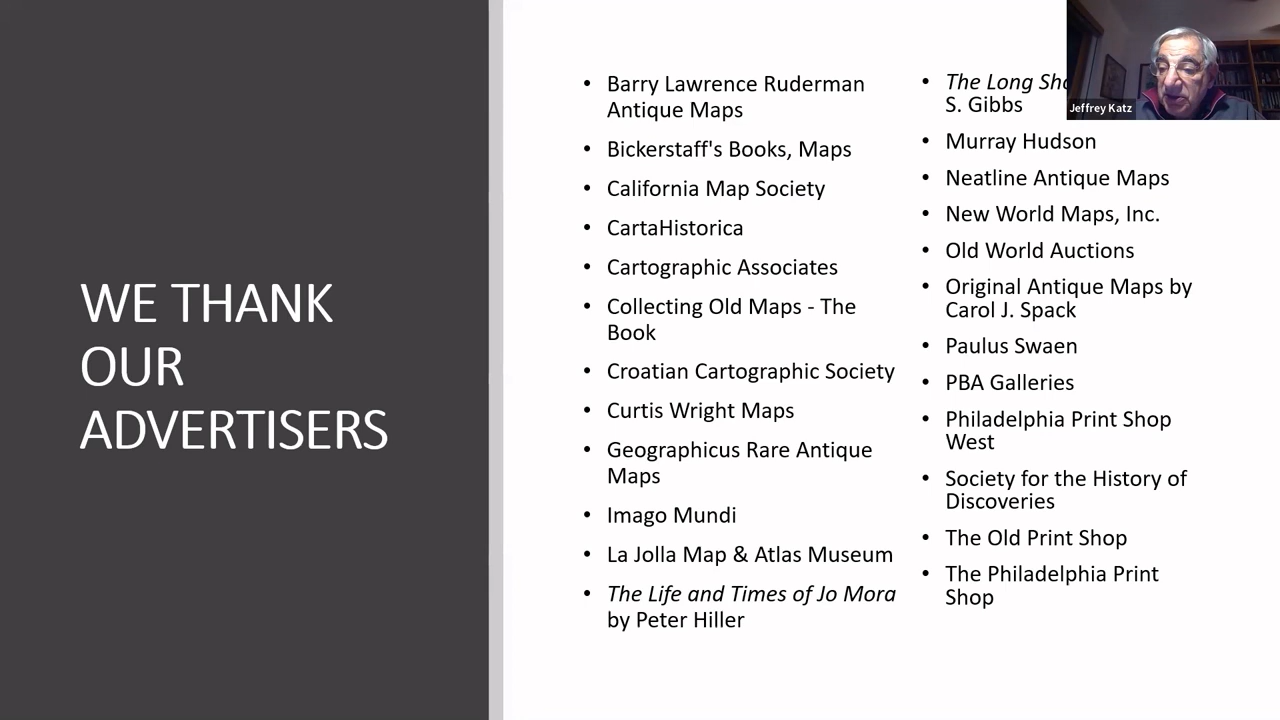 WE THANK
OUR
ADVERTISERS
• Barry Lawrence Ruderman
Antique Maps
• Bickerstaff's Books, Maps
• California Map Society
• CartaHistorica
• Cartographic Associates
• Collecting Old Maps - The
Book
• Croatian Cartographic Society
• Curtis Wright Maps
• Geographicus Rare Antique
Maps
• Imago Mundi
• La Jolla Map & Atlas Museum
• The Life and Times of Jo Mora
by Peter Hiller
• The Long
S. Gibbs
• Murray Hudson
• Neatline Antique Maps
• New World Maps, Inc.
• Old World Auctions
• Original Antique Maps by
Carol J. Spack
• Paulus Swaen
• PBA Galleries
• Philadelphia Print Shop
West
• Society for the History of
Discoveries
• The Old Print Shop
• The Philadelphia Print
Shop
Jeffrey Katz